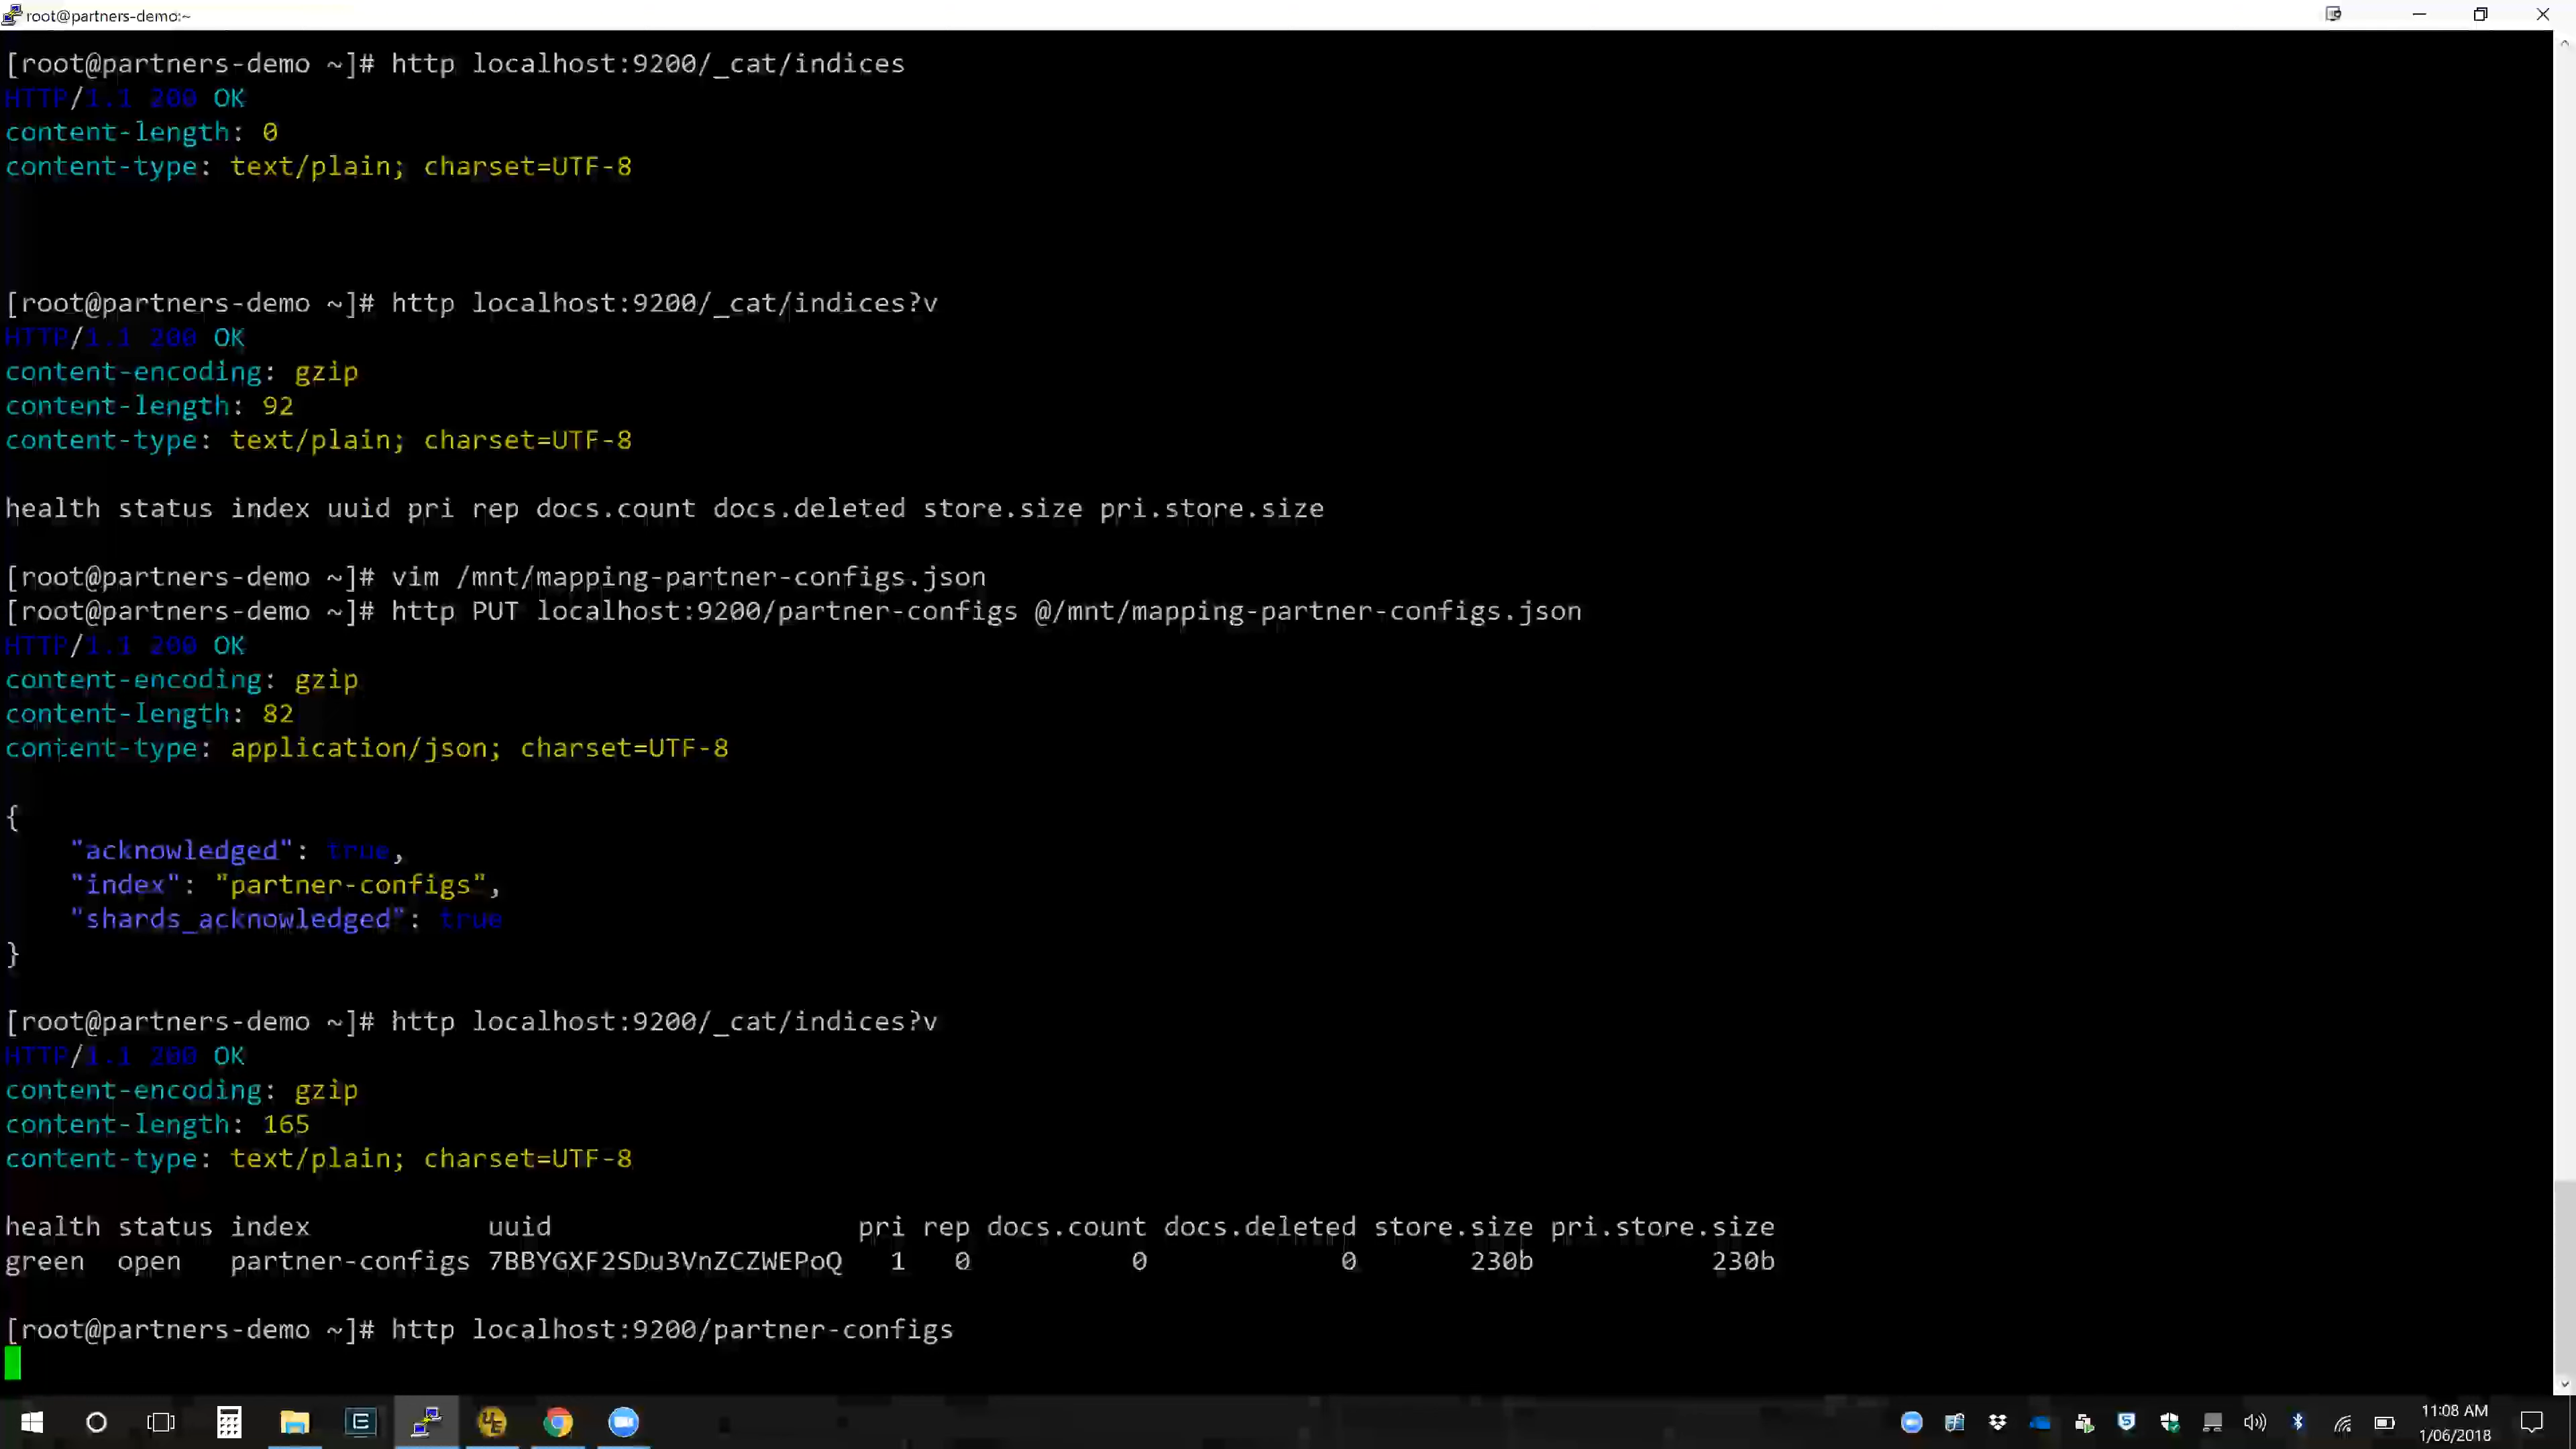 root@partners-demo:~
[root@partners-demo ~]# http localhost:9200/_cat/indices
HTTP/1.1 200 OK
content-length: 0
content-type: text/plain; charset=UTF-8
[root@partners-demo ~]# http localhost:9200/_cat/indices?v
HTTP/1.1 200 OK
content-encoding: gzip
content-length: 92
content-type: text/plain; charset=UTF-8
health status index uuid pri rep docs.count docs.deleted store.size pri.store.size
[root@partners-demo ~]# vim /mnt/mapping-partner-configs.json
[root@partners-demo ~]# http PUT localhost:9200/partner-configs @/mnt/mapping-partner-configs.json
HTTP/1.1 200 OK
content-encoding: gzip
content-length: 82
content-type: application/json; charset=UTF-8
{
    "acknowledged": true,
    "index": "partner-configs",
    "shards_acknowledged": true
}
[root@partners-demo ~]# http localhost:9200/_cat/indices?v
HTTP/1.1 200 OK
content-encoding: gzip
content-length: 165
content-type: text/plain; charset=UTF-8
health status index           uuid                   pri rep docs.count docs.deleted store.size pri.store.size
green  open   partner-configs 7BBYGXF2SDu3VnZCZWEPoQ   1   0          0            0       230b           230b
[root@partners-demo ~]# http localhost:9200/partner-configs
11:08 AM
1/06/2018